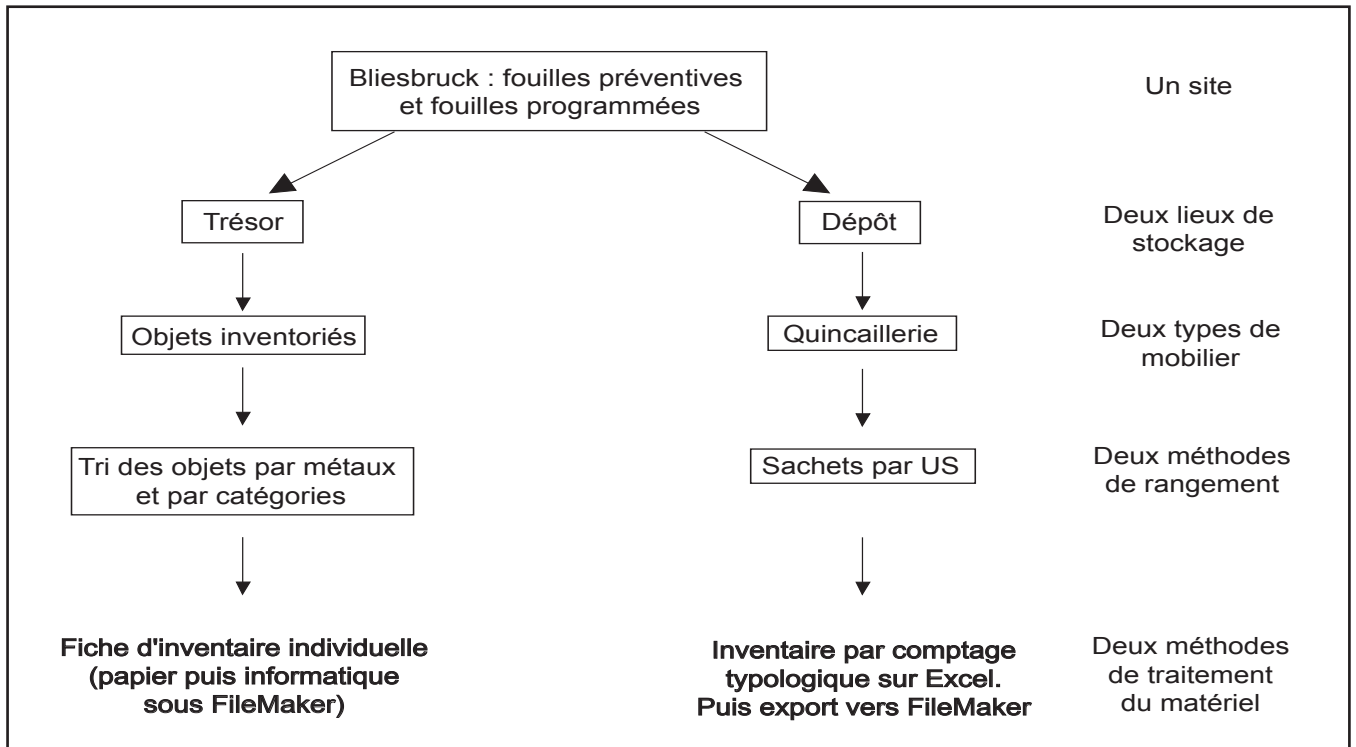 Bliesbruck : fouilles préventives
et fouilles programmées
Un site
Trésor
Dépôt
Deux lieux de
stockage
Objets inventoriés
Quincaillerie
Deux types de
mobilier
Tri des objets par métaux
et par catégories
Sachets par US
Deux méthodes
de rangement
Fiche d'inventaire individuelle
(papier puis informatique
sous FileMaker)
Inventaire par comptage
typologique sur Excel.
Puis export vers FileMaker
Deux méthodes
de traitement
du matériel